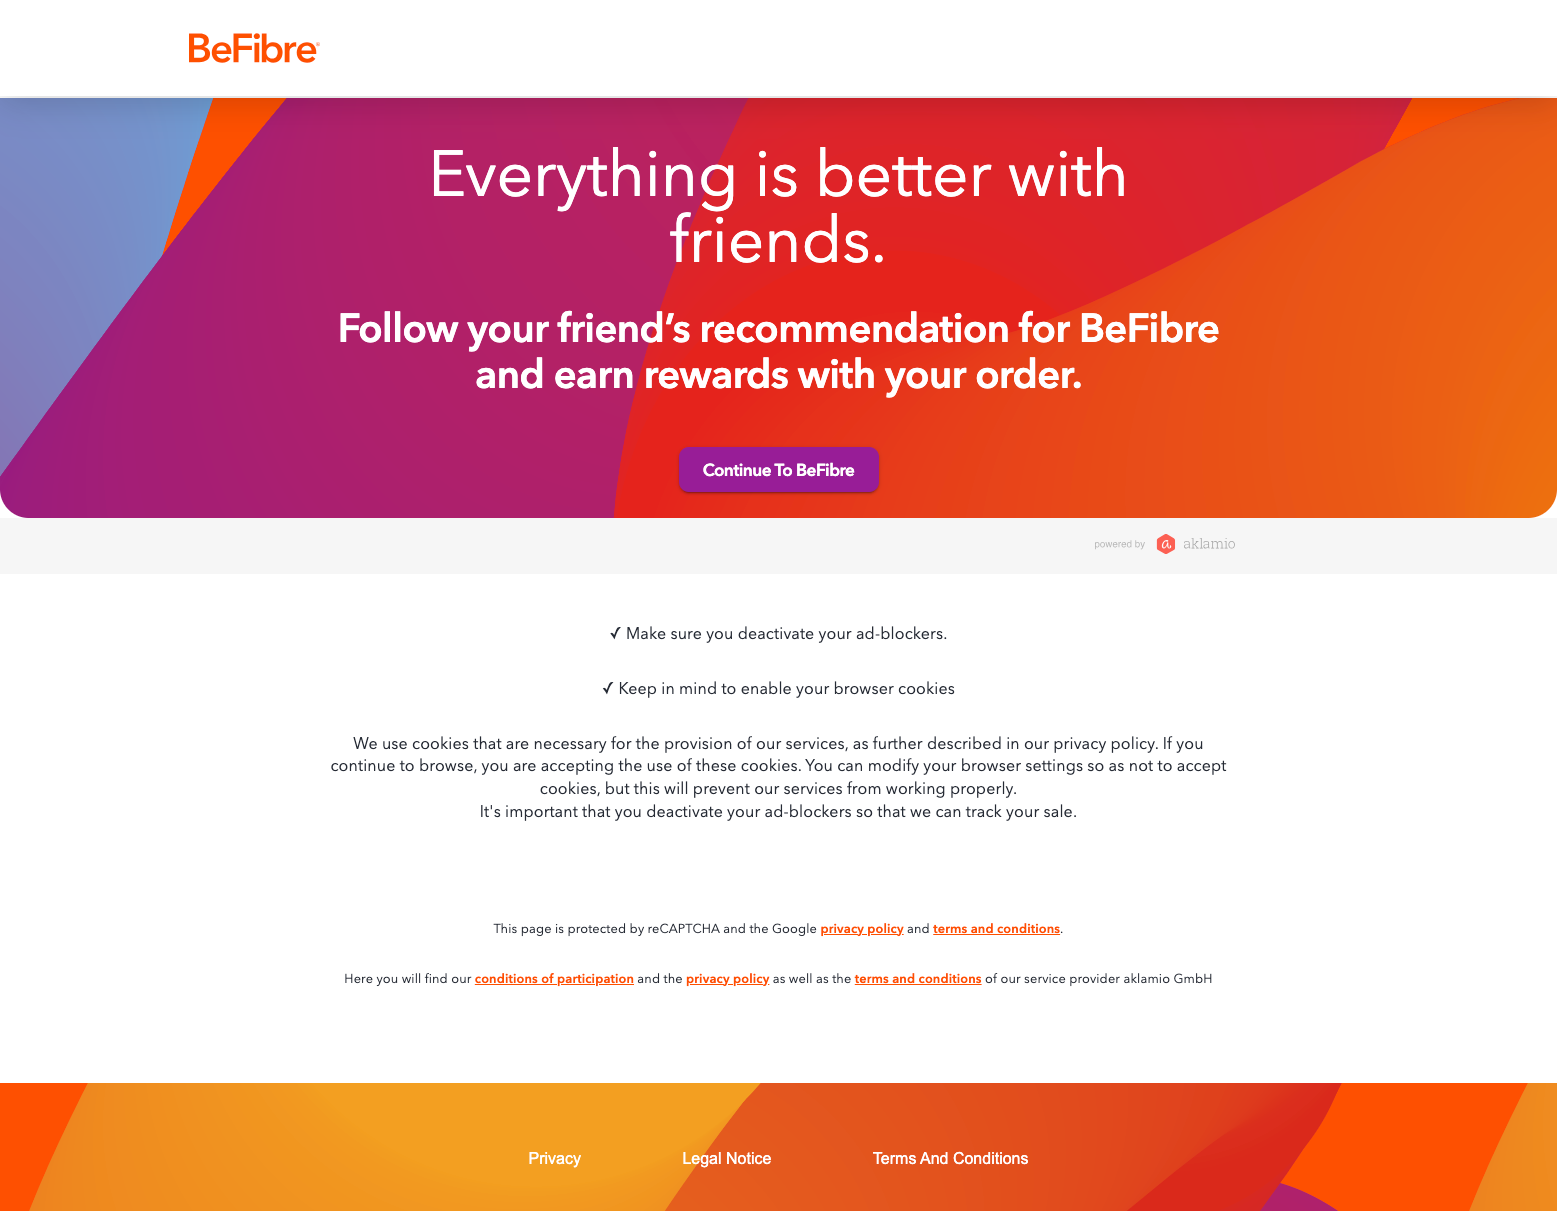 BeFibre
Everything is better with
friends.
Follow your friend’s recommendation for BeFibre
and earn rewards with your order.
Continue To BeFibre
powered by aklamio
✓ Make sure you deactivate your ad-blockers.
✓ Keep in mind to enable your browser cookies
We use cookies that are necessary for the provision of our services, as further described in our privacy policy. If you
continue to browse, you are accepting the use of these cookies. You can modify your browser settings so as not to accept
cookies, but this will prevent our services from working properly.
It's important that you deactivate your ad-blockers so that we can track your sale.
This page is protected by reCAPTCHA and the Google privacy policy and terms and conditions.
Here you will find our conditions of participation and the privacy policy as well as the terms and conditions of our service provider aklamio GmbH
Privacy Legal Notice Terms And Conditions